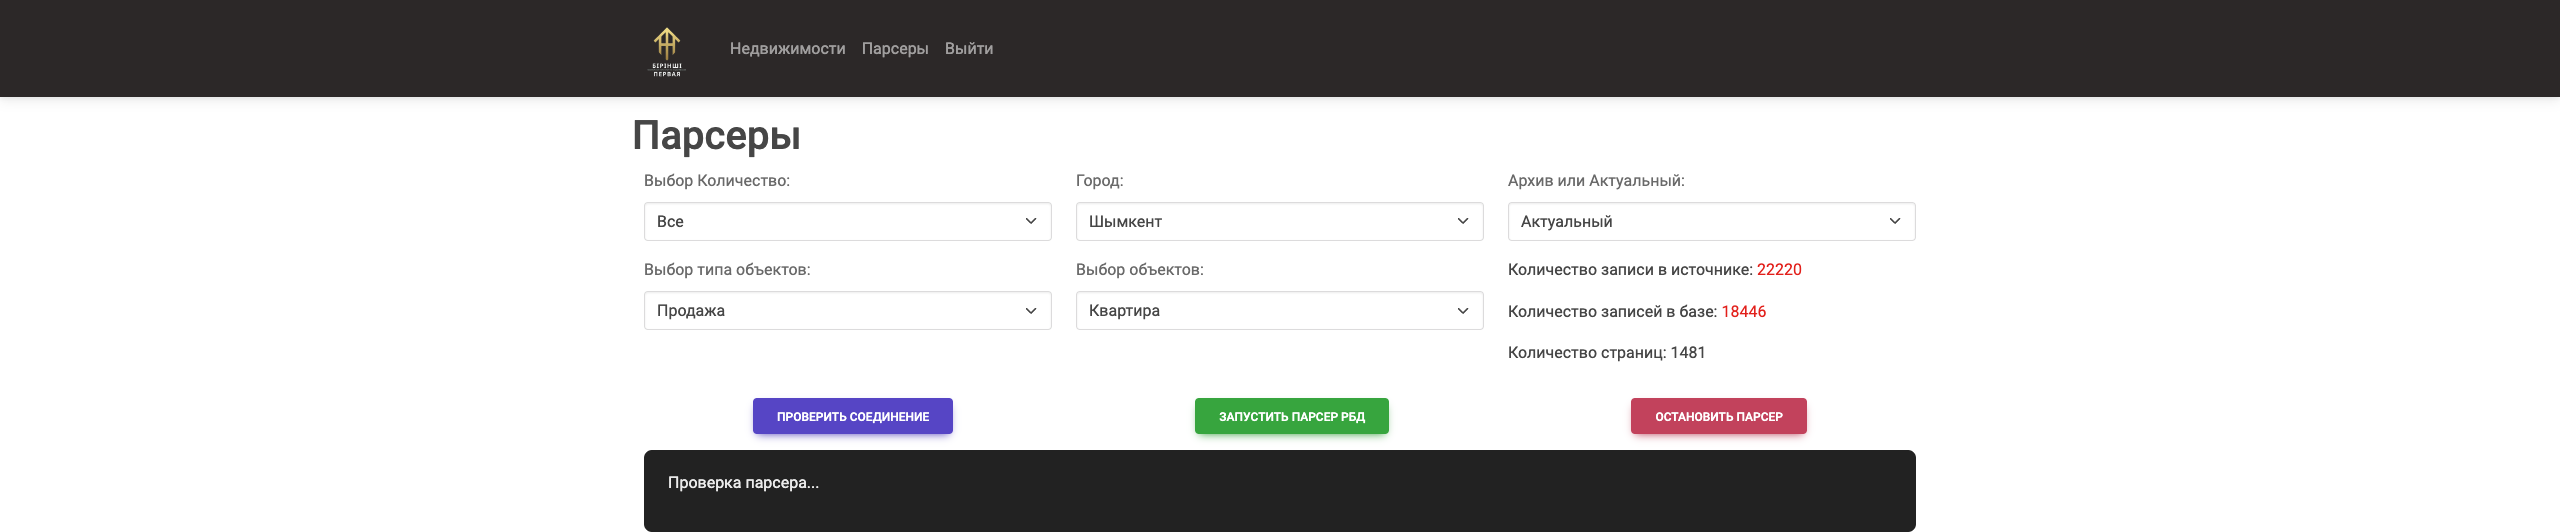 БІРІНШІ
ПЕРВАЯ
Недвижимости Парсеры Выйти
Парсеры
Выбор Количество: Город: Архив или Актуальный:
Все Шымкент Актуальный
Выбор типа объектов: Выбор объектов: Количество записи в источнике: 22220
Продажа Квартира Количество записей в базе: 18446
Количество страниц: 1481
ПРОВЕРИТЬ СОЕДИНЕНИЕ ЗАПУСТИТЬ ПАРСЕР РБД ОСТАНОВИТЬ ПАРСЕР
Проверка парсера...